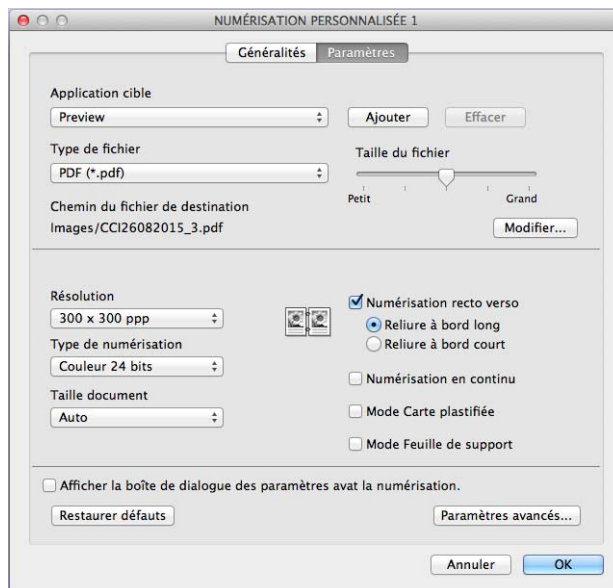 NUMÉRISATION PERSONNALISÉE 1
Généralités Paramètres
Application cible
Preview Ajouter Effacer
Type de fichier Taille du fichier
PDF (*.pdf)
Petit Grand
Chemin du fichier de destination
Images/CCI26082015_3.pdf Modifier...
Résolution
300 x 300 ppp
Numérisation recto verso
Type de numérisation
Reliure à bord long
Couleur 24 bits
Reliure à bord court
Taille document
Numérisation en continu
Auto
Mode Carte plastifiée
Mode Feuille de support
Afficher la boîte de dialogue des paramètres avat la numérisation.
Restaurer défauts Paramètres avancés...
Annuler OK